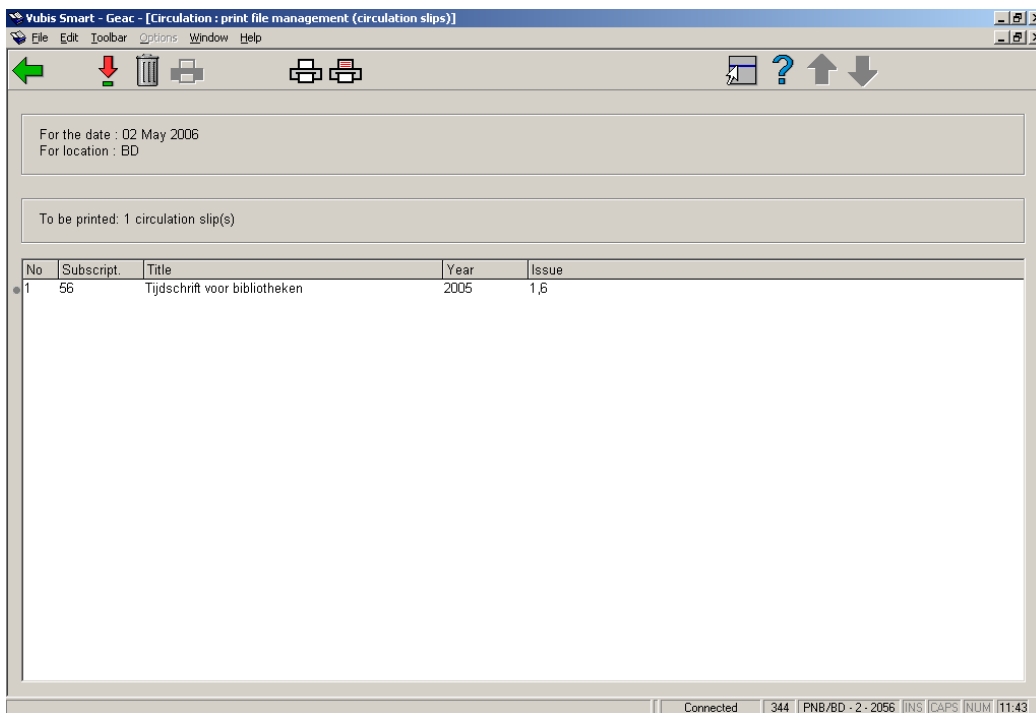 Vubis Smart - Geac - [Circulation : print file management (circulation slips)]
File Edit Toolbar Options Window Help
For the date : 02 May 2006
For location : BD
To be printed: 1 circulation slip(s)
No Subscript. Title Year Issue
1 56 Tijdschrift voor bibliotheken 2005 1,6
Connected 344 PNB/BD - 2 - 2056 INS CAPS NUM 11:43